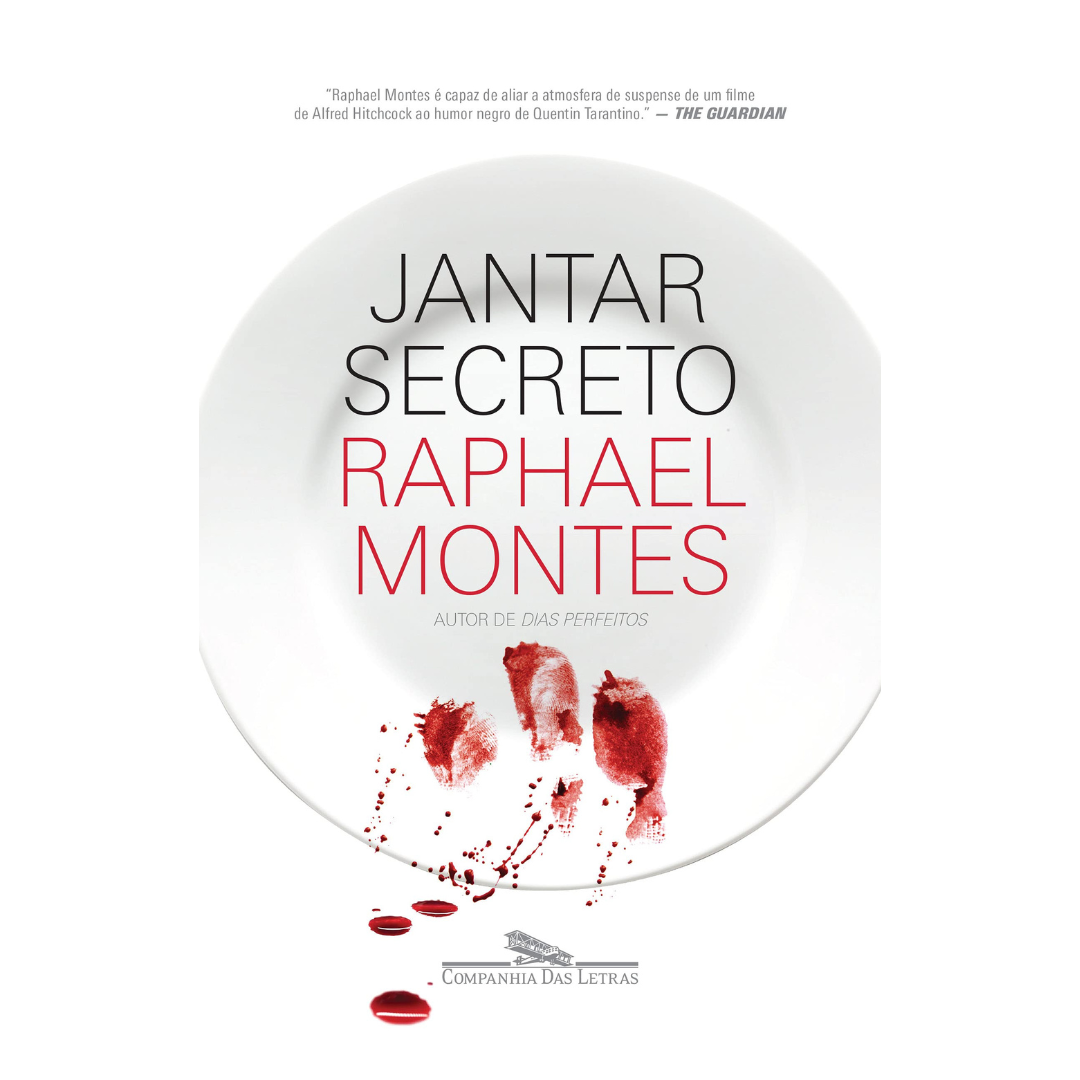 “Raphael Montes é capaz de aliar a atmosfera de suspense de um filme
de Alfred Hitchcock ao humor negro de Quentin Tarantino.” — THE GUARDIAN
JANTAR
SECRETO
RAPHAEL
MONTES
AUTOR DE DIAS PERFEITOS
COMPANHIA DAS LETRAS